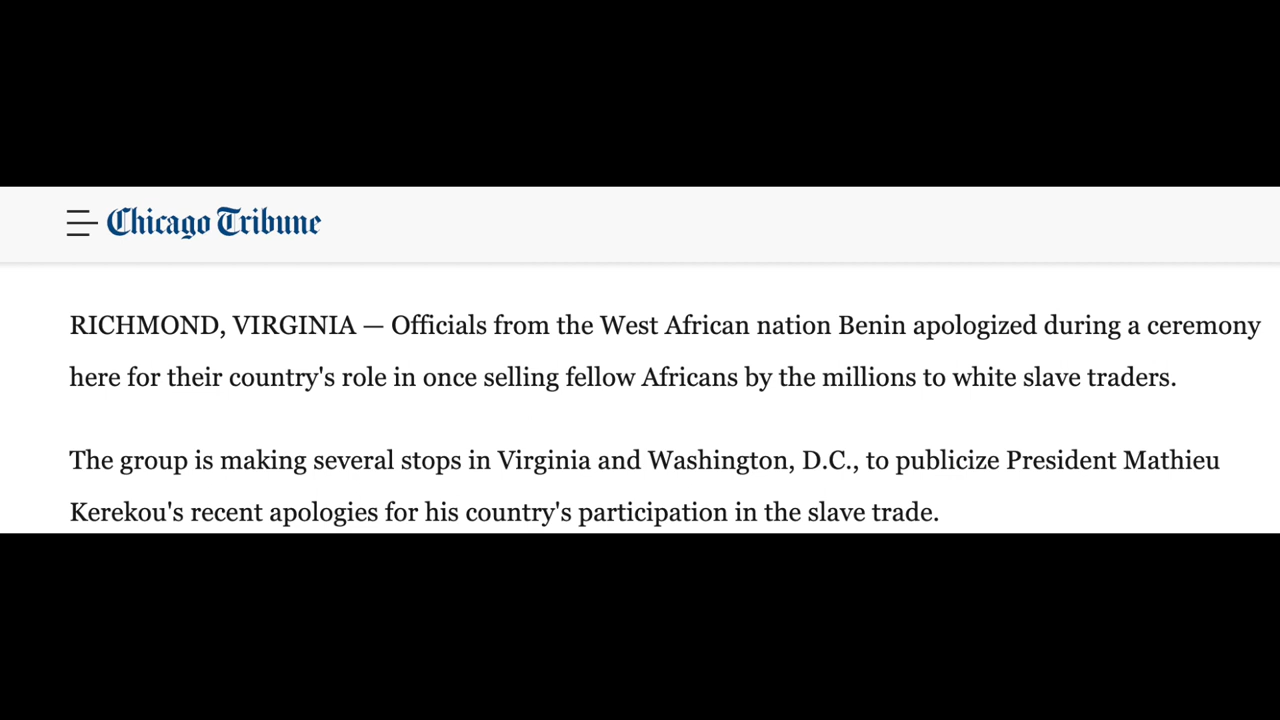 Chicago Tribune
RICHMOND, VIRGINIA — Officials from the West African nation Benin apologized during a ceremony
here for their country's role in once selling fellow Africans by the millions to white slave traders.
The group is making several stops in Virginia and Washington, D.C., to publicize President Mathieu
Kerekou's recent apologies for his country's participation in the slave trade.